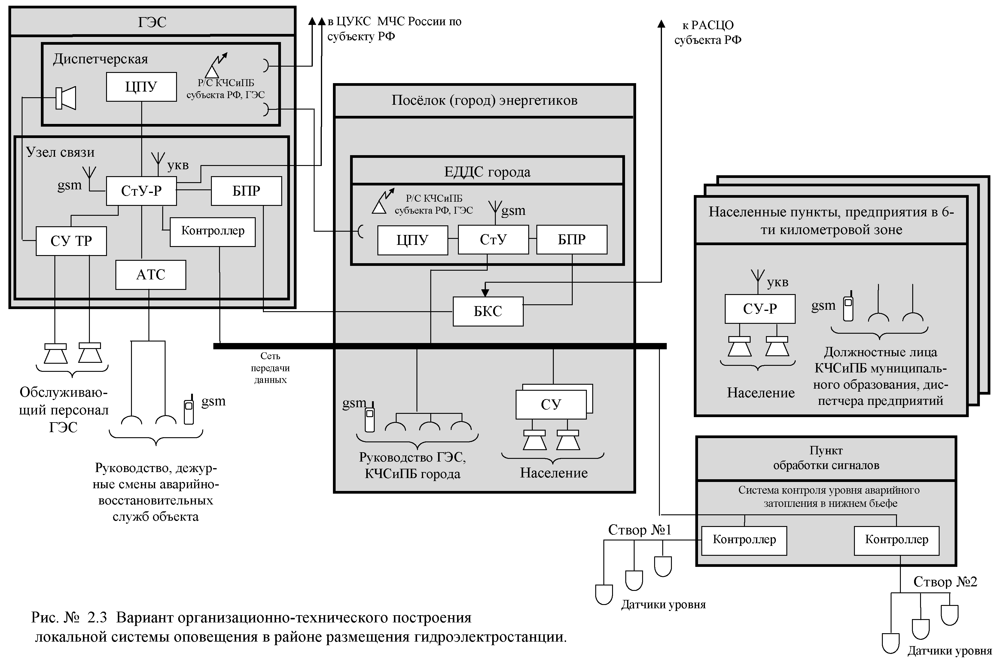 ГЭС
в ЦУКС МЧС России по
субъекту РФ
к РАСЦО
субъекта РФ
Диспетчерская
ЦПУ
Р/С КЧСиПБ
субъекта РФ, ГЭС
Узел связи
укв
gsm
СтУ-Р
БПР
СУ ТР
Контроллер
АТС
Обслуживаю-
щий персонал
ГЭС
gsm
Руководство, дежур-
ные смены аварийно-
восстановительных
служб объекта
Сеть
передачи
данных
Посёлок (город) энергетиков
ЕДДС города
Р/С КЧСиПБ
субъекта РФ, ГЭС
gsm
ЦПУ
СтУ
БПР
БКС
gsm
Руководство ГЭС,
КЧСиПБ города
СУ
Население
Населенные пункты, предприятия в 6-
ти километровой зоне
укв
СУ-Р
gsm
Население
Должностные лица
КЧСиПБ муниципаль-
ного образования, дис-
петчера предприятий
Пункт
обработки сигналов
Система контроля уровня аварийного
затопления в нижнем бьефе
Створ №1
Контроллер
Контроллер
Датчики уровня
Створ №2
Датчики уровня
Рис. № 2.3 Вариант организационно-технического построения
локальной системы оповещения в районе размещения гидроэлектростанции.